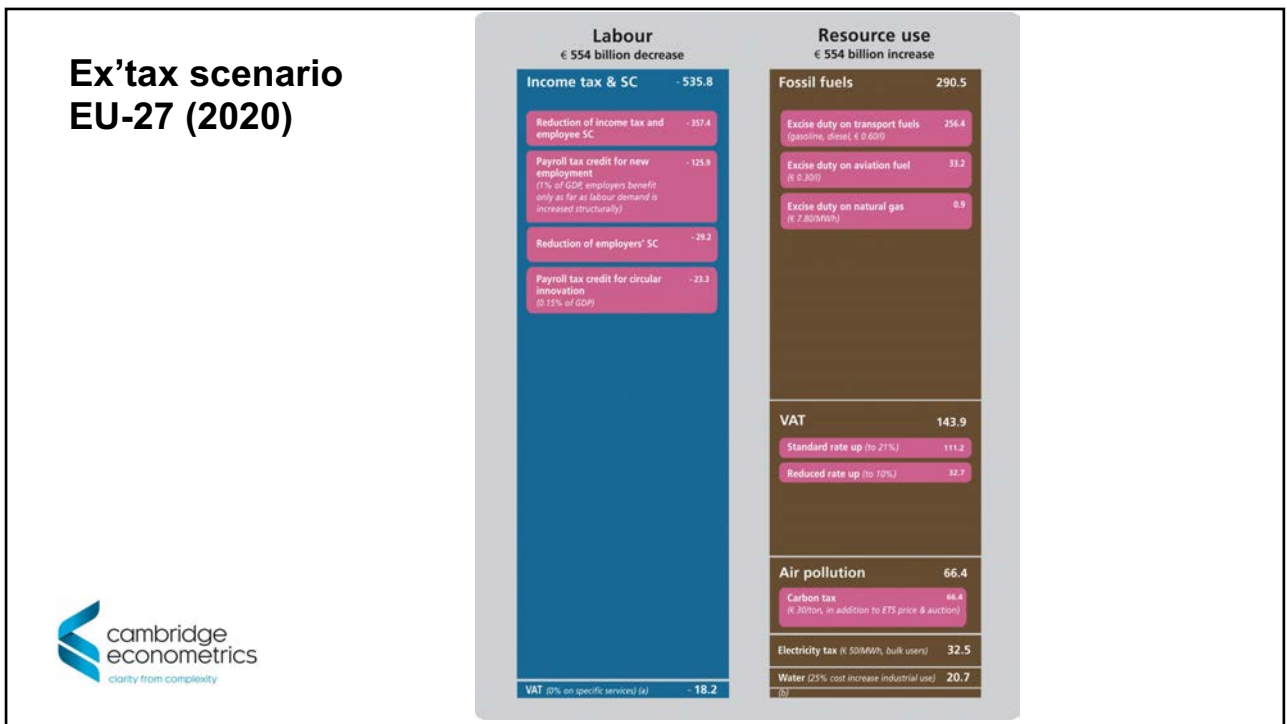 Ex’tax scenario
EU-27 (2020)
Labour
€ 554 billion decrease
Income tax & SC - 535.8
Reduction of income tax and - 357.4
employee SC
Payroll tax credit for new - 125.9
employment
(1% of GDP, employers benefit
only as far as labour demand is
increased structurally)
Reduction of employers’ SC - 29.2
Payroll tax credit for circular - 23.3
innovation
(0.15% of GDP)
VAT (0% on specific services) (a) - 18.2
Resource use
€ 554 billion increase
Fossil fuels 290.5
Excise duty on transport fuels 256.4
(gasoline, diesel, € 0.60/l)
Excise duty on aviation fuel 33.2
(€ 0.30/l)
Excise duty on natural gas 0.9
(€ 7.80/MWh)
VAT 143.9
Standard rate up (to 21%) 111.2
Reduced rate up (to 10%) 32.7
Air pollution 66.4
Carbon tax 66.4
(€ 30/ton, in addition to ETS price & auction)
Electricity tax (€ 50/MWh, bulk users) 32.5
Water (25% cost increase industrial use) 20.7
(b)
cambridge
econometrics
clarity from complexity